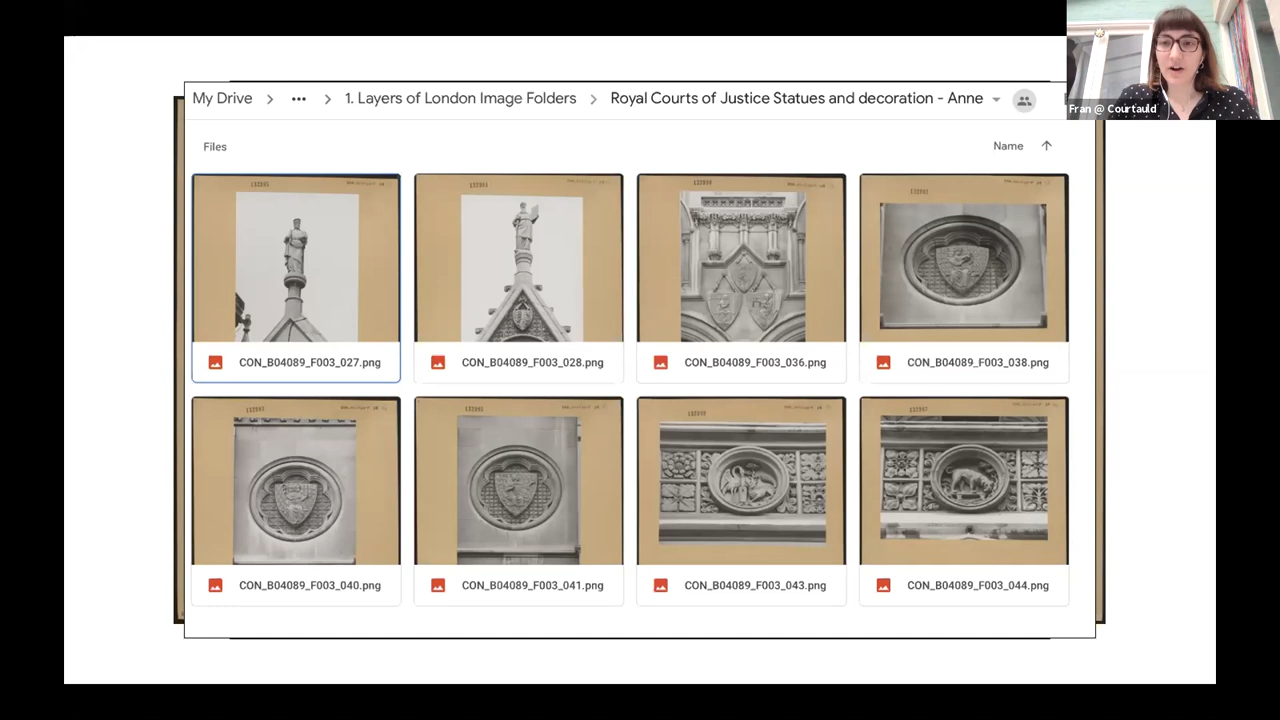 My Drive > ••• > 1. Layers of London Image Folders > Royal Courts of Justice Statues and decoration - Anne
Fran @ Courtauld
Files
Name
CON_B04089_F003_027.png
CON_B04089_F003_028.png
CON_B04089_F003_036.png
CON_B04089_F003_038.png
CON_B04089_F003_040.png
CON_B04089_F003_041.png
CON_B04089_F003_043.png
CON_B04089_F003_044.png